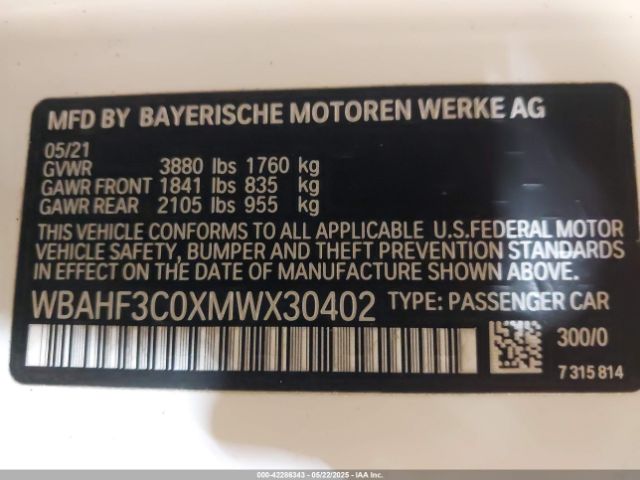 MFD BY BAYERISCHE MOTOREN WERKE AG
05/21
GVWR 3880 lbs 1760 kg
GAWR FRONT 1841 lbs 835 kg
GAWR REAR 2105 lbs 955 kg
THIS VEHICLE CONFORMS TO ALL APPLICABLE U.S.FEDERAL MOTOR
VEHICLE SAFETY, BUMPER AND THEFT PREVENTION STANDARDS
IN EFFECT ON THE DATE OF MANUFACTURE SHOWN ABOVE.
WBAHF3C0XMWX30402 TYPE: PASSENGER CAR
300/0
7 315 814
000-42286343 - 05/22/2025 - IAA Inc.